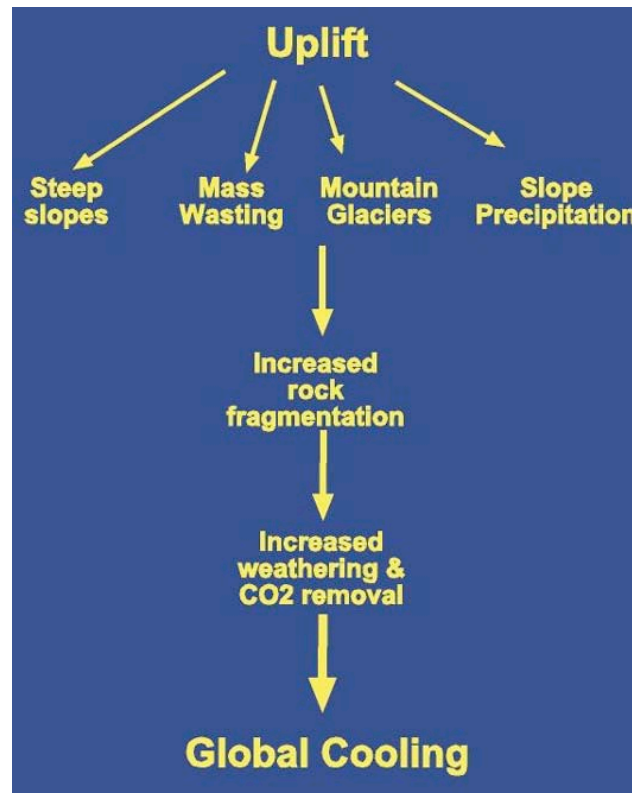 Uplift
Steep
slopes
Mass
Wasting
Mountain
Glaciers
Slope
Precipitation
Increased
rock
fragmentation
Increased
weathering &
CO2 removal
Global Cooling